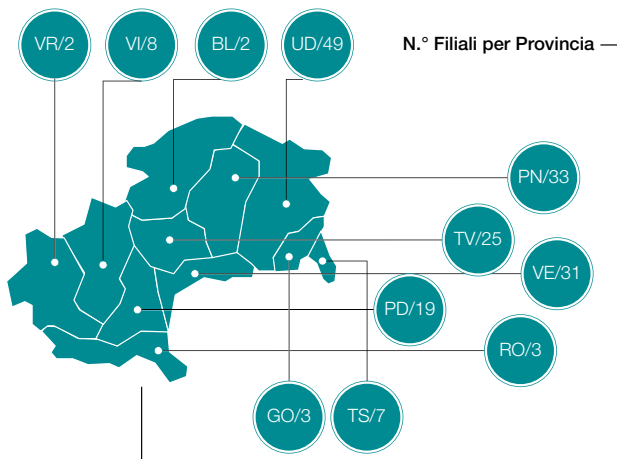 VR/2
VI/8
BL/2
UD/49
N.° Filiali per Provincia
PN/33
TV/25
VE/31
PD/19
RO/3
GO/3
TS/7